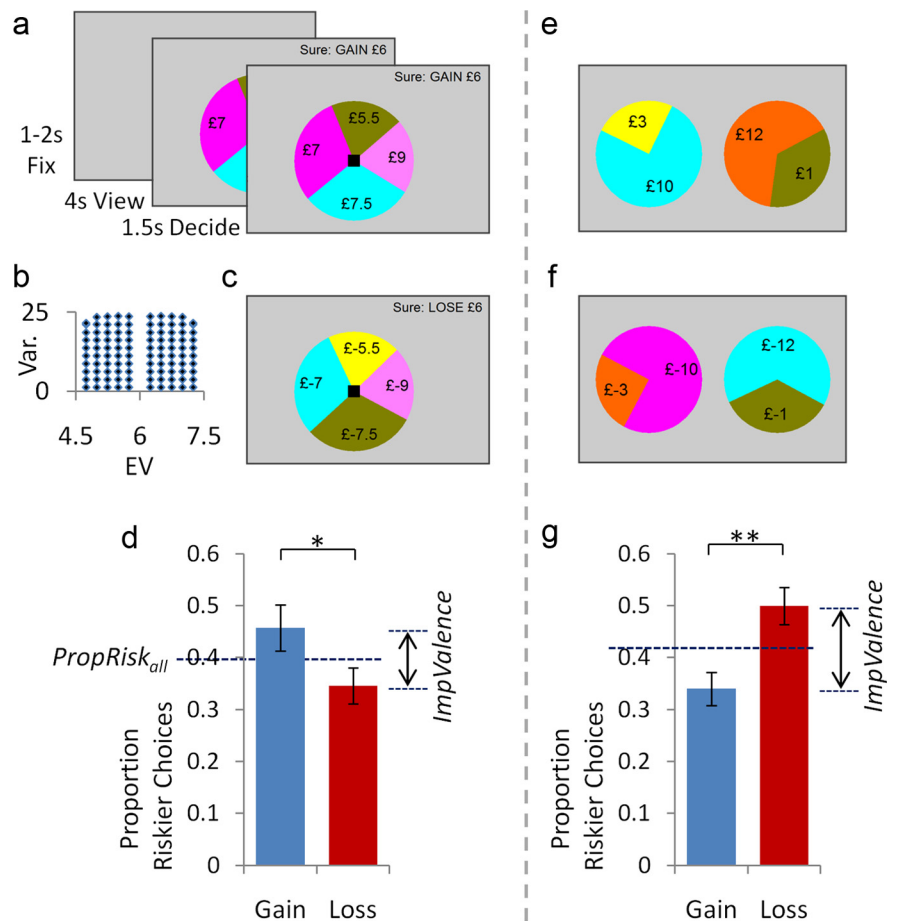 a
Sure: GAIN £6
Sure: GAIN £6
£7
£5.5
£7
£9
£7.5
1-2s
Fix
4s View
1.5s Decide
b
25
Var.
0
4.5
6
7.5
EV
c
Sure: LOSE £6
£-5.5
£-7
£-9
£-7.5
d
0.6
*
0.5
PropRisk all
0.4
0.3
0.2
0.1
0
Proportion
Riskier Choices
ImpValence
Gain
Loss
e
£3
£10
£12
£1
f
£-10
£-3
£-12
£-1
g
0.6
**
0.5
0.4
0.3
0.2
0.1
0
Proportion
Riskier Choices
ImpValence
Gain
Loss